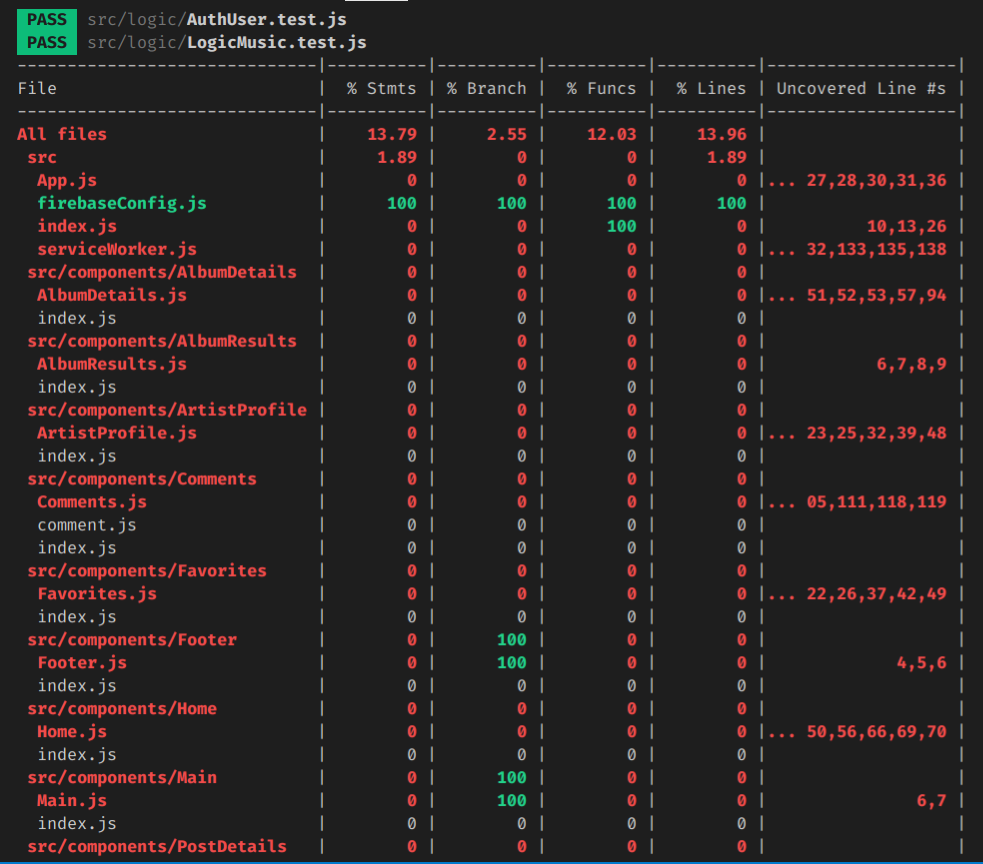 PASS src/logic/AuthUser.test.js
PASS src/logic/LogicMusic.test.js
------------------------------|----------|----------|----------|----------|-------------------|
File | % Stmts | % Branch | % Funcs | % Lines | Uncovered Line #s |
------------------------------|----------|----------|----------|----------|-------------------|
All files | 13.79 | 2.55 | 12.03 | 13.96 | |
src | 1.89 | 0 | 0 | 1.89 | |
App.js | 0 | 0 | 0 | 0 |... 27,28,30,31,36 |
firebaseConfig.js | 100 | 100 | 100 | 100 | |
index.js | 0 | 0 | 100 | 0 | 10,13,26 |
serviceWorker.js | 0 | 0 | 0 | 0 |... 32,133,135,138 |
src/components/AlbumDetails | 0 | 0 | 0 | 0 | |
AlbumDetails.js | 0 | 0 | 0 | 0 |... 51,52,53,57,94 |
index.js | 0 | 0 | 0 | 0 | |
src/components/AlbumResults | 0 | 0 | 0 | 0 | |
AlbumResults.js | 0 | 0 | 0 | 0 | 6,7,8,9 |
index.js | 0 | 0 | 0 | 0 | |
src/components/ArtistProfile | 0 | 0 | 0 | 0 | |
ArtistProfile.js | 0 | 0 | 0 | 0 |... 23,25,32,39,48 |
index.js | 0 | 0 | 0 | 0 | |
src/components/Comments | 0 | 0 | 0 | 0 | |
Comments.js | 0 | 0 | 0 | 0 |... 05,111,118,119 |
comment.js | 0 | 0 | 0 | 0 | |
index.js | 0 | 0 | 0 | 0 | |
src/components/Favorites | 0 | 0 | 0 | 0 | |
Favorites.js | 0 | 0 | 0 | 0 |... 22,26,37,42,49 |
index.js | 0 | 0 | 0 | 0 | |
src/components/Footer | 0 | 100 | 0 | 0 | |
Footer.js | 0 | 100 | 0 | 0 | 4,5,6 |
index.js | 0 | 0 | 0 | 0 | |
src/components/Home | 0 | 0 | 0 | 0 | |
Home.js | 0 | 0 | 0 | 0 |... 50,56,66,69,70 |
index.js | 0 | 0 | 0 | 0 | |
src/components/Main | 0 | 100 | 0 | 0 | |
Main.js | 0 | 100 | 0 | 0 | 6,7 |
index.js | 0 | 0 | 0 | 0 | |
src/components/PostDetails | 0 | 0 | 0 | 0 | |